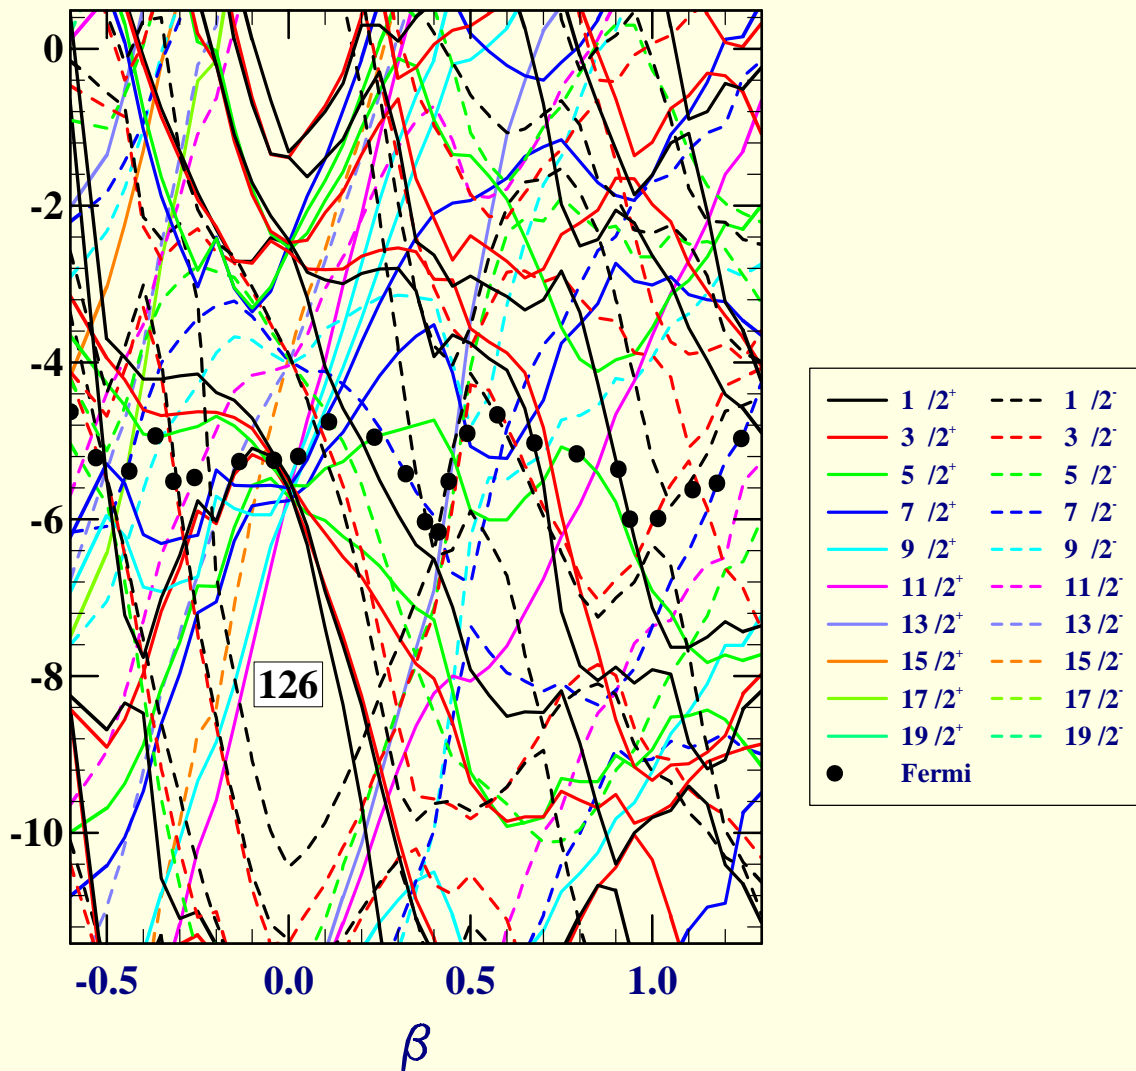 0
-2
-4
-6
-8
-10
126
-0.5 0.0 0.5 1.0
β
1 /2⁺ 1 /2⁻
3 /2⁺ 3 /2⁻
5 /2⁺ 5 /2⁻
7 /2⁺ 7 /2⁻
9 /2⁺ 9 /2⁻
11 /2⁺ 11 /2⁻
13 /2⁺ 13 /2⁻
15 /2⁺ 15 /2⁻
17 /2⁺ 17 /2⁻
19 /2⁺ 19 /2⁻
Fermi